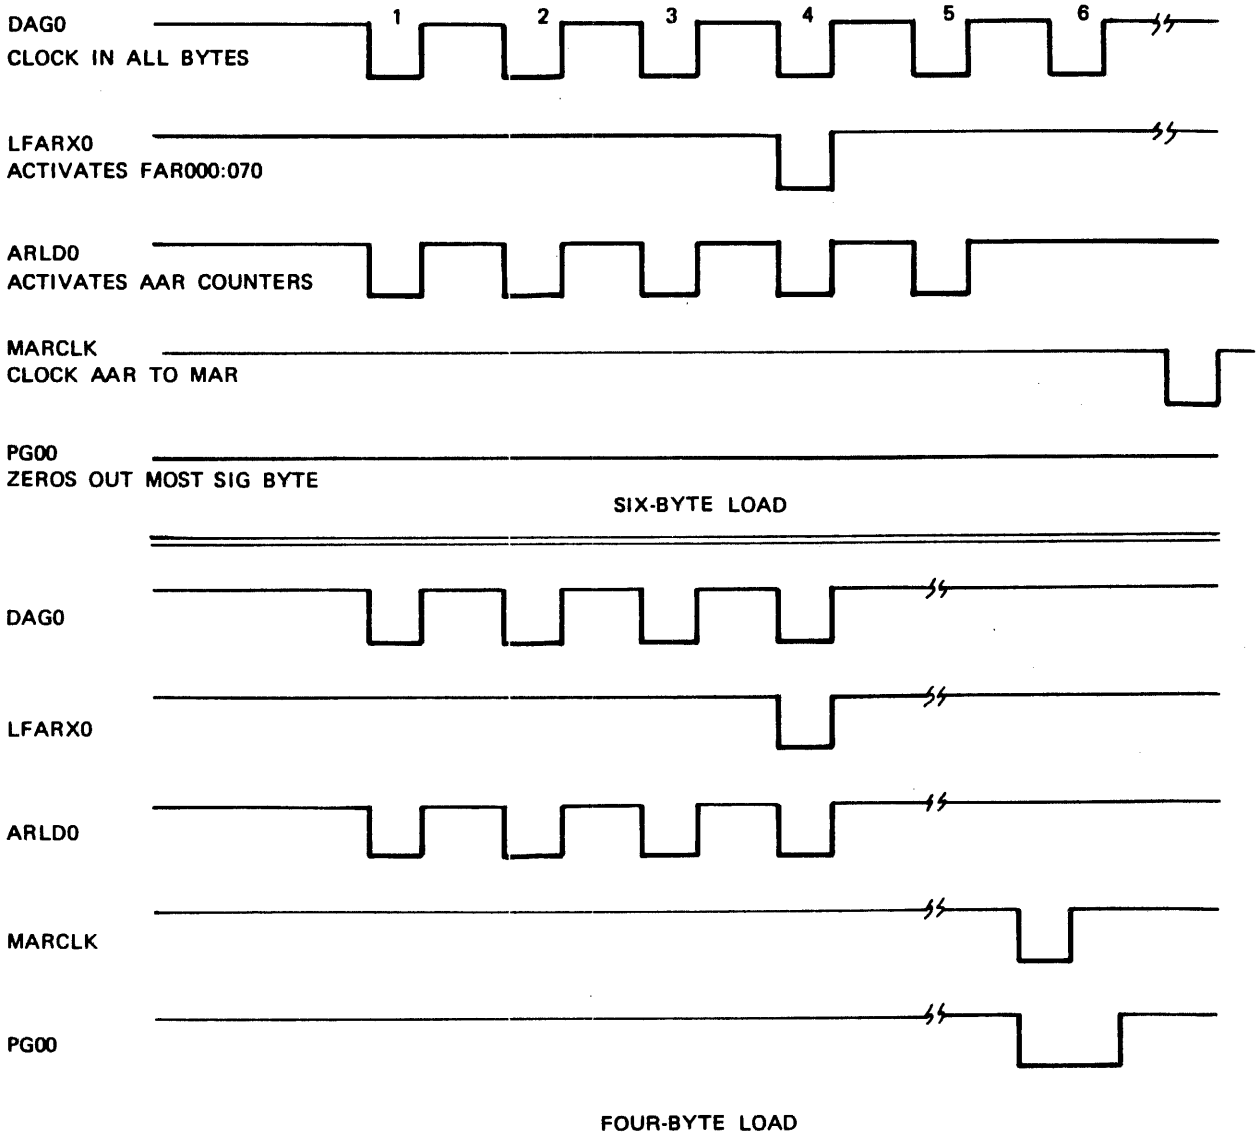 1 2 3 4 5 6
DAG0
CLOCK IN ALL BYTES
LFARX0
ACTIVATES FAR000:070
ARLD0
ACTIVATES AAR COUNTERS
MARCLK
CLOCK AAR TO MAR
PG00
ZEROS OUT MOST SIG BYTE
SIX-BYTE LOAD
DAG0
LFARX0
ARLD0
MARCLK
PG00
FOUR-BYTE LOAD